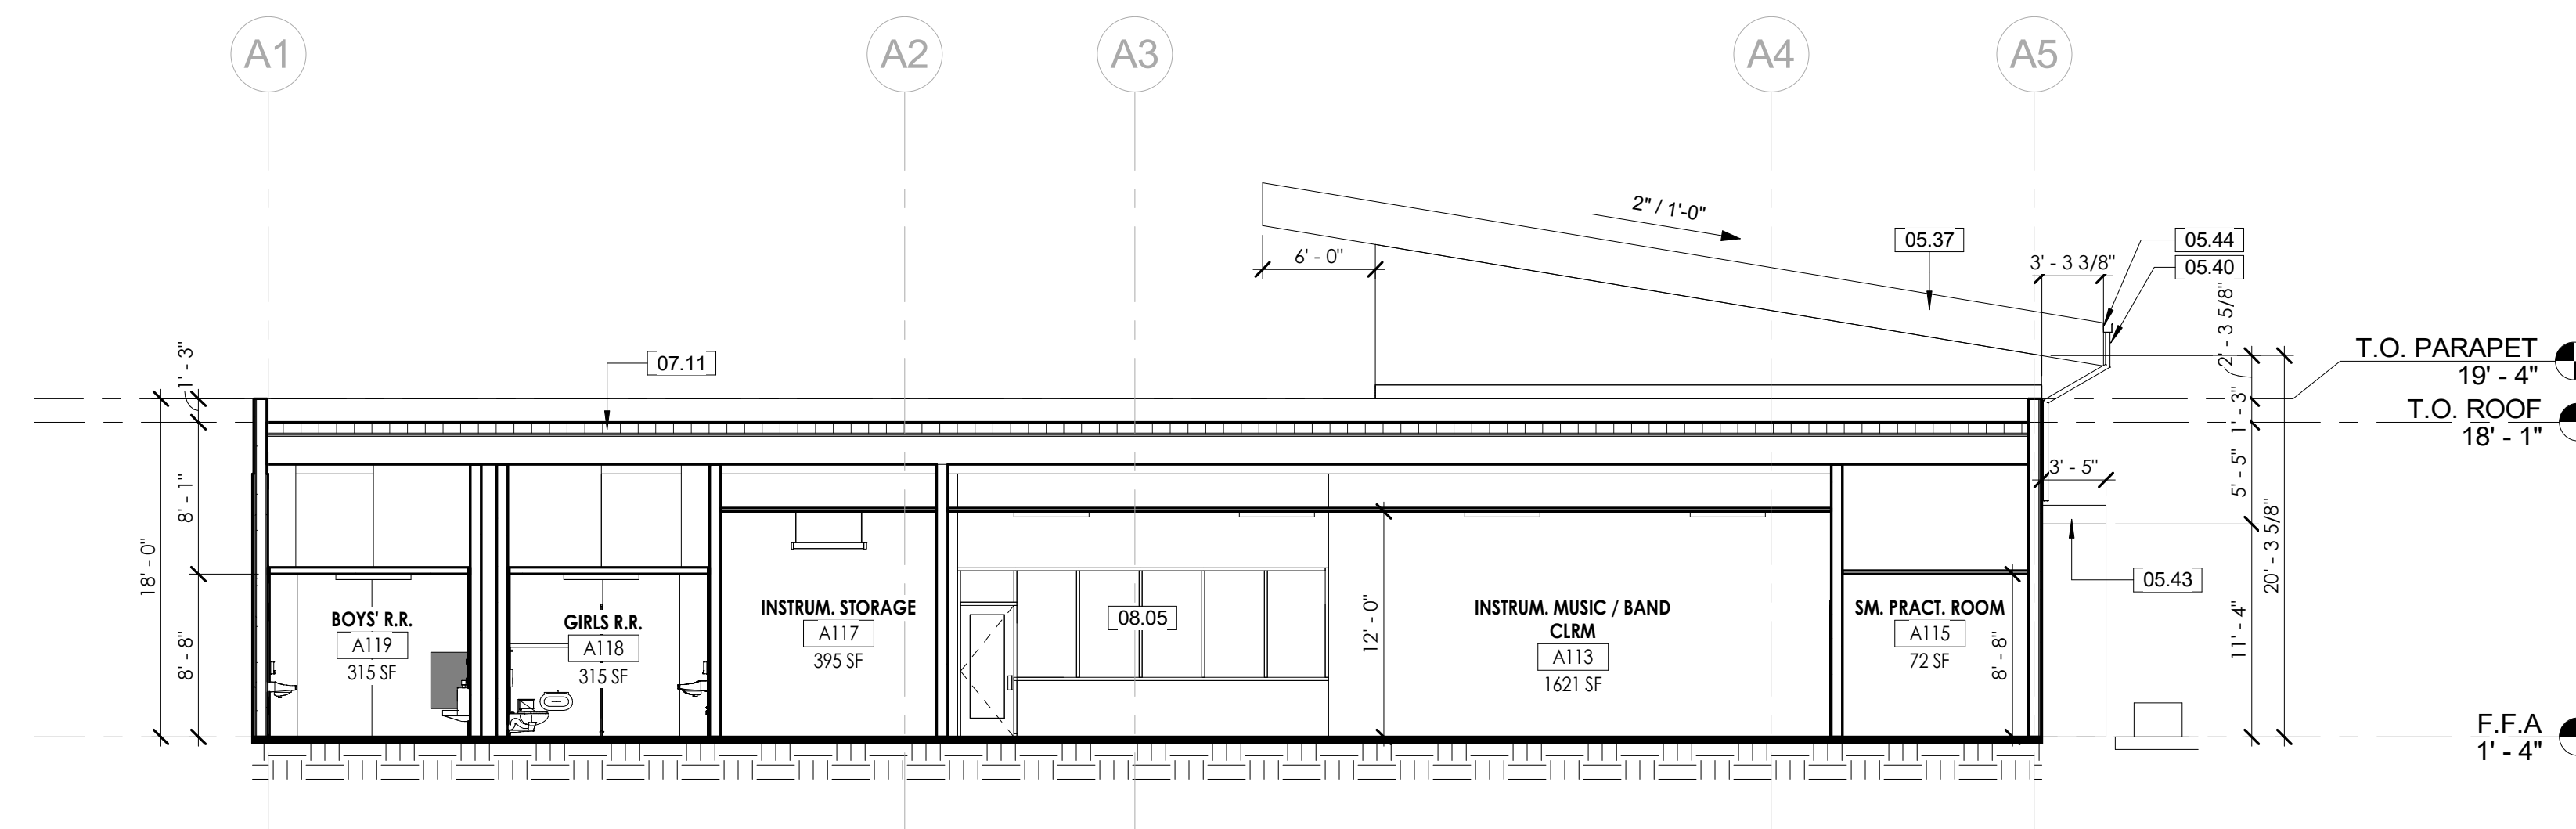 A1
A2
A3
A4
A5
2" / 1'-0"
05.37
05.44
05.40
6' - 0"
3' - 3 3/8"
2' - 3 5/8"
T.O. PARAPET
19' - 4"
1' - 3"
07.11
1' - 3"
T.O. ROOF
18' - 1"
3' - 5"
5' - 5"
8' - 1"
18' - 0"
20' - 3 5/8"
05.43
BOYS' R.R.
A119
315 SF
GIRLS R.R.
A118
315 SF
INSTRUM. STORAGE
A117
395 SF
08.05
12' - 0"
INSTRUM. MUSIC / BAND
CLRM
A113
1621 SF
SM. PRACT. ROOM
A115
72 SF
8' - 8"
8' - 8"
11' - 4"
F.F.A
1' - 4"